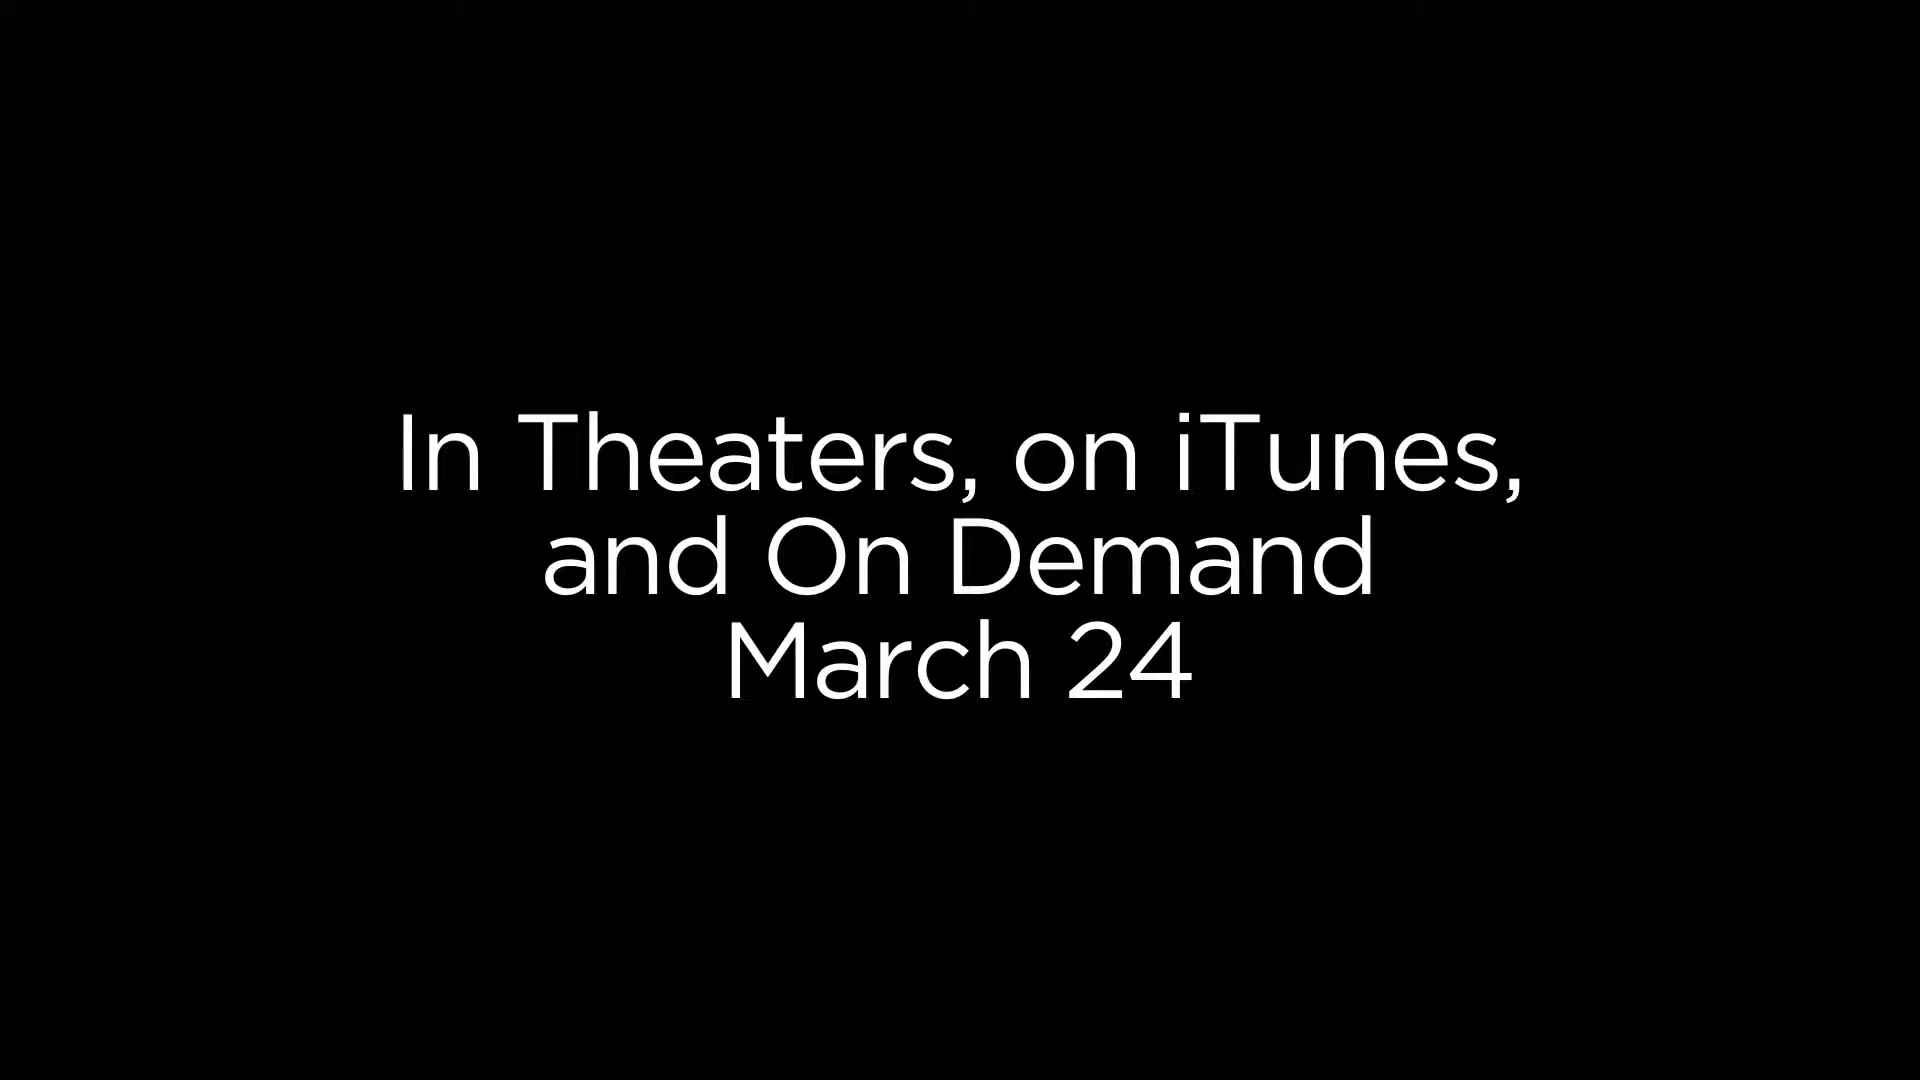 In Theaters, on iTunes,
and On Demand
March 24